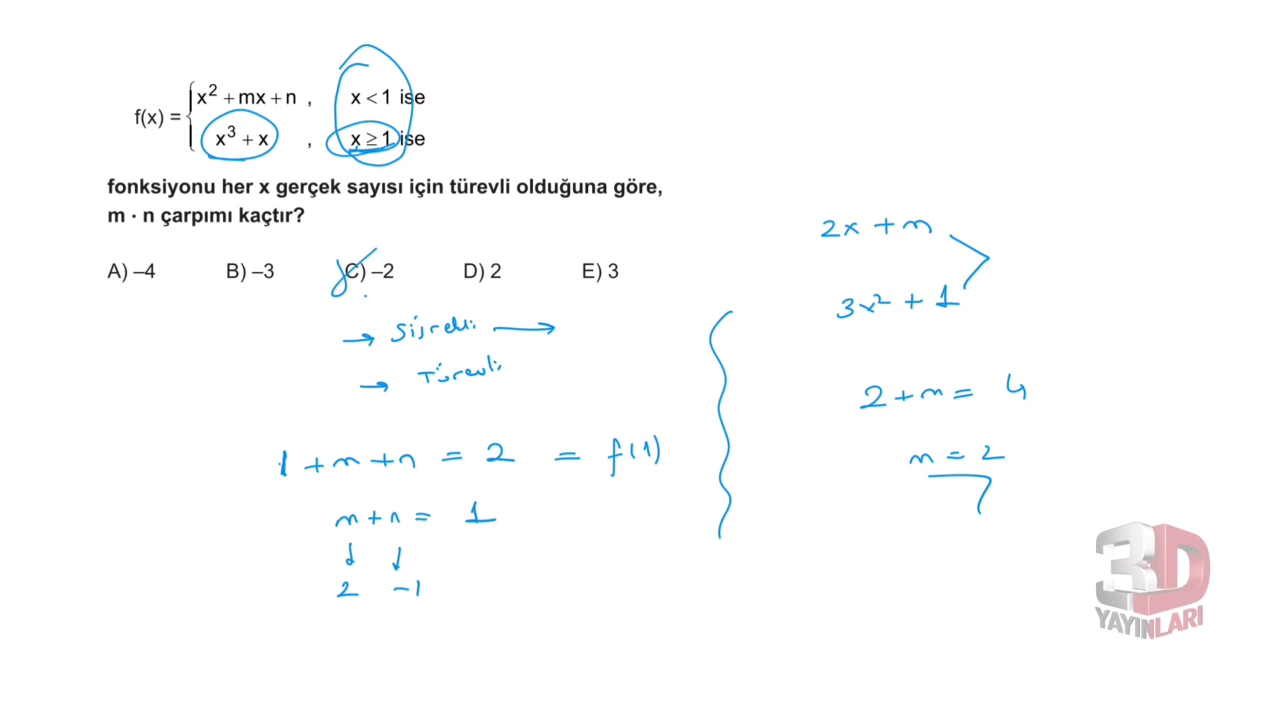 f(x) = { x² + mx + n , x < 1 ise
x³ + x , x ≥ 1 ise
fonksiyonu her x gerçek sayısı için türevli olduğuna göre,
m · n çarpımı kaçtır?
A) –4 B) –3 C) –2 D) 2 E) 3
→ Sürekli →
→ Türevli
1 + m + n = 2 = f(1)
m + n = 1
↓ ↓
2 -1
2x + m
3x² + 1
2 + m = 4
m = 2
3D
YAYINLARI